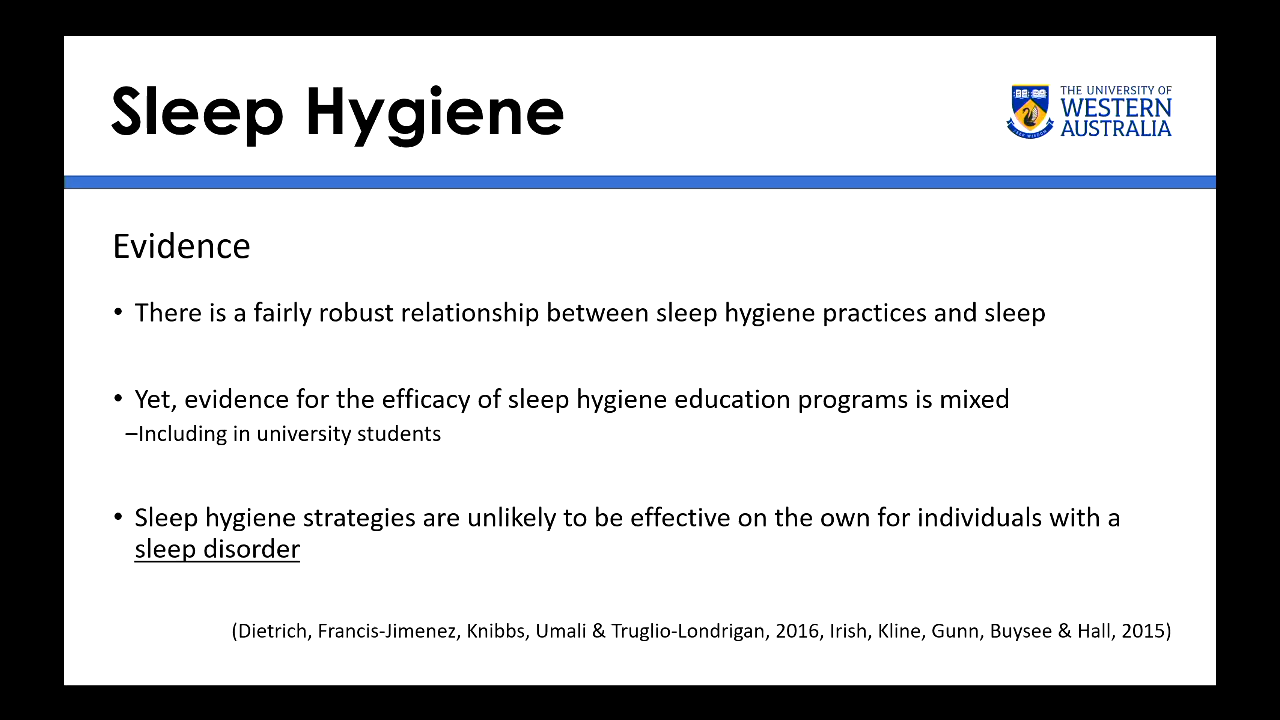 Sleep Hygiene
THE UNIVERSITY OF
WESTERN
AUSTRALIA
Evidence
• There is a fairly robust relationship between sleep hygiene practices and sleep
• Yet, evidence for the efficacy of sleep hygiene education programs is mixed
–Including in university students
• Sleep hygiene strategies are unlikely to be effective on the own for individuals with a
sleep disorder
(Dietrich, Francis-Jimenez, Knibbs, Umali & Truglio-Londrigan, 2016, Irish, Kline, Gunn, Buysee & Hall, 2015)